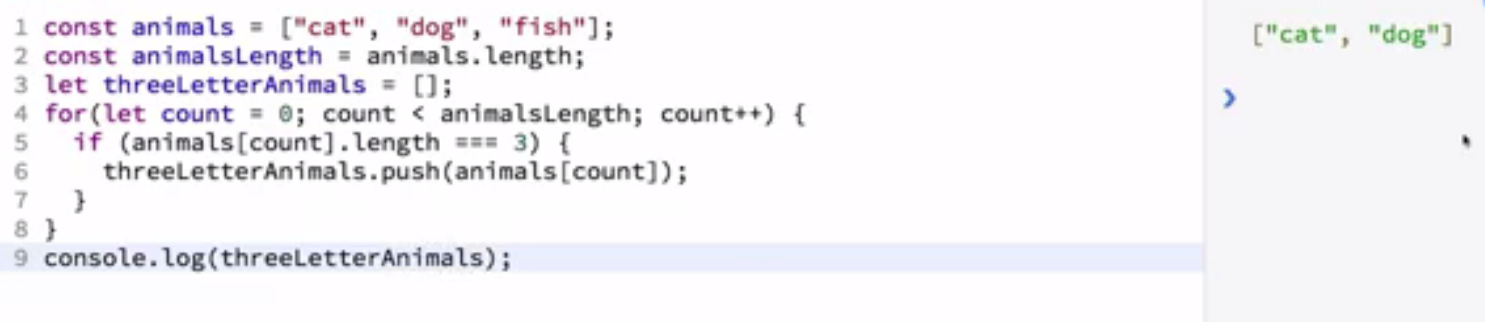 1 const animals = ["cat", "dog", "fish"];
2 const animalsLength = animals.length;
3 let threeLetterAnimals = [];
4 for(let count = 0; count < animalsLength; count++) {
5   if (animals[count].length === 3) {
6     threeLetterAnimals.push(animals[count]);
7   }
8 }
9 console.log(threeLetterAnimals);
["cat", "dog"]